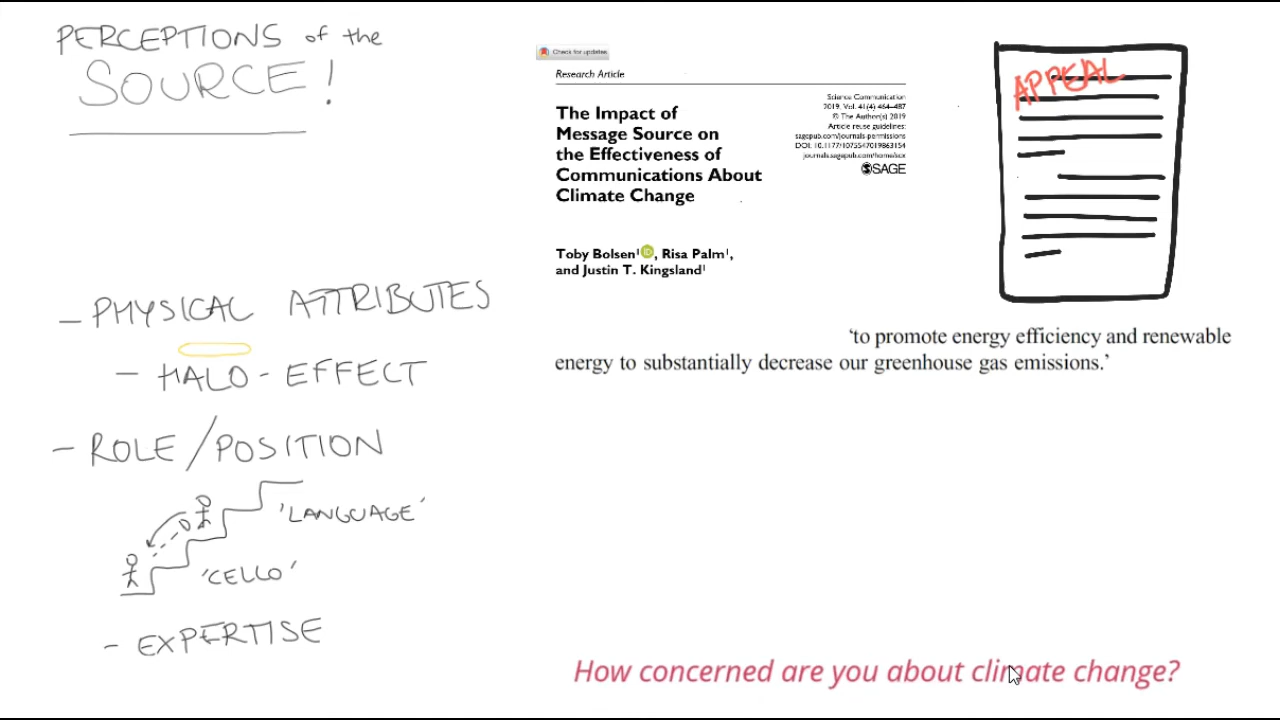 PERCEPTIONS of the
SOURCE!
- PHYSICAL ATTRIBUTES
- HALO-EFFECT
- ROLE/POSITION
'LANGUAGE'
'CELLO'
- EXPERTISE
Check for updates
Research Article
The Impact of
Message Source on
the Effectiveness of
Communications About
Climate Change
Science Communication
2019, Vol. 41(4) 464–487
© The Author(s) 2019
Article reuse guidelines:
sagepub.com/journals-permissions
DOI: 10.1177/1075547019863154
journals.sagepub.com/home/scx
SAGE
Toby Bolsen¹ iD, Risa Palm¹,
and Justin T. Kingsland¹
APPEAL
'to promote energy efficiency and renewable
energy to substantially decrease our greenhouse gas emissions.'
How concerned are you about climate change?